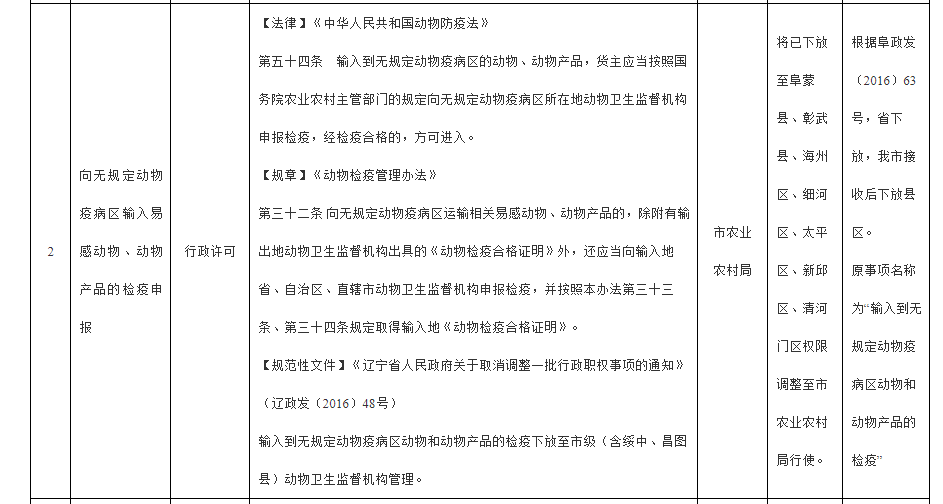 2
向无规定动物
疫病区输入易
感动物、动物
产品的检疫申
报
行政许可
【法律】《中华人民共和国动物防疫法》
第五十四条　输入到无规定动物疫病区的动物、动物产品，货主应当按照国
务院农业农村主管部门的规定向无规定动物疫病区所在地动物卫生监督机构
申报检疫，经检疫合格的，方可进入。
【规章】《动物检疫管理办法》
第三十二条 向无规定动物疫病区运输相关易感动物、动物产品的，除附有输
出地动物卫生监督机构出具的《动物检疫合格证明》外，还应当向输入地
省、自治区、直辖市动物卫生监督机构申报检疫，并按照本办法第三十三
条、第三十四条规定取得输入地《动物检疫合格证明》。
【规范性文件】《辽宁省人民政府关于取消调整一批行政职权事项的通知》
（辽政发（2016）48号）
输入到无规定动物疫病区动物和动物产品的检疫下放至市级（含绥中、昌图
县）动物卫生监督机构管理。
市农业
农村局
将已下放
至阜蒙
县、彰武
县、海州
区、细河
区、太平
区、新邱
区、清河
门区权限
调整至市
农业农村
局行使。
根据阜政发
（2016）63
号，省下
放，我市接
收后下放县
区。
原事项名称
为“输入到无
规定动物疫
病区动物和
动物产品的
检疫”